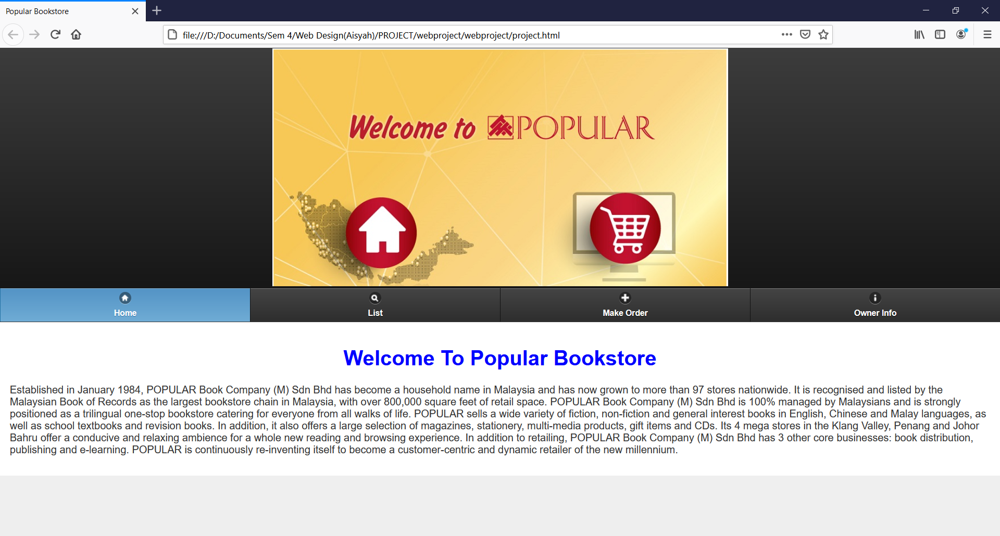 Popular Bookstore
file:///D:/Documents/Sem 4/Web Design(Aisyah)/PROJECT/webproject/webproject/project.html
Welcome to POPULAR
Home
List
Make Order
Owner Info
Welcome To Popular Bookstore
Established in January 1984, POPULAR Book Company (M) Sdn Bhd has become a household name in Malaysia and has now grown to more than 97 stores nationwide. It is recognised and listed by the
Malaysian Book of Records as the largest bookstore chain in Malaysia, with over 800,000 square feet of retail space. POPULAR Book Company (M) Sdn Bhd is 100% managed by Malaysians and is strongly
positioned as a trilingual one-stop bookstore catering for everyone from all walks of life. POPULAR sells a wide variety of fiction, non-fiction and general interest books in English, Chinese and Malay languages, as
well as school textbooks and revision books. In addition, it also offers a large selection of magazines, stationery, multi-media products, gift items and CDs. Its 4 mega stores in the Klang Valley, Penang and Johor
Bahru offer a conducive and relaxing ambience for a whole new reading and browsing experience. In addition to retailing, POPULAR Book Company (M) Sdn Bhd has 3 other core businesses: book distribution,
publishing and e-learning. POPULAR is continuously re-inventing itself to become a customer-centric and dynamic retailer of the new millennium.